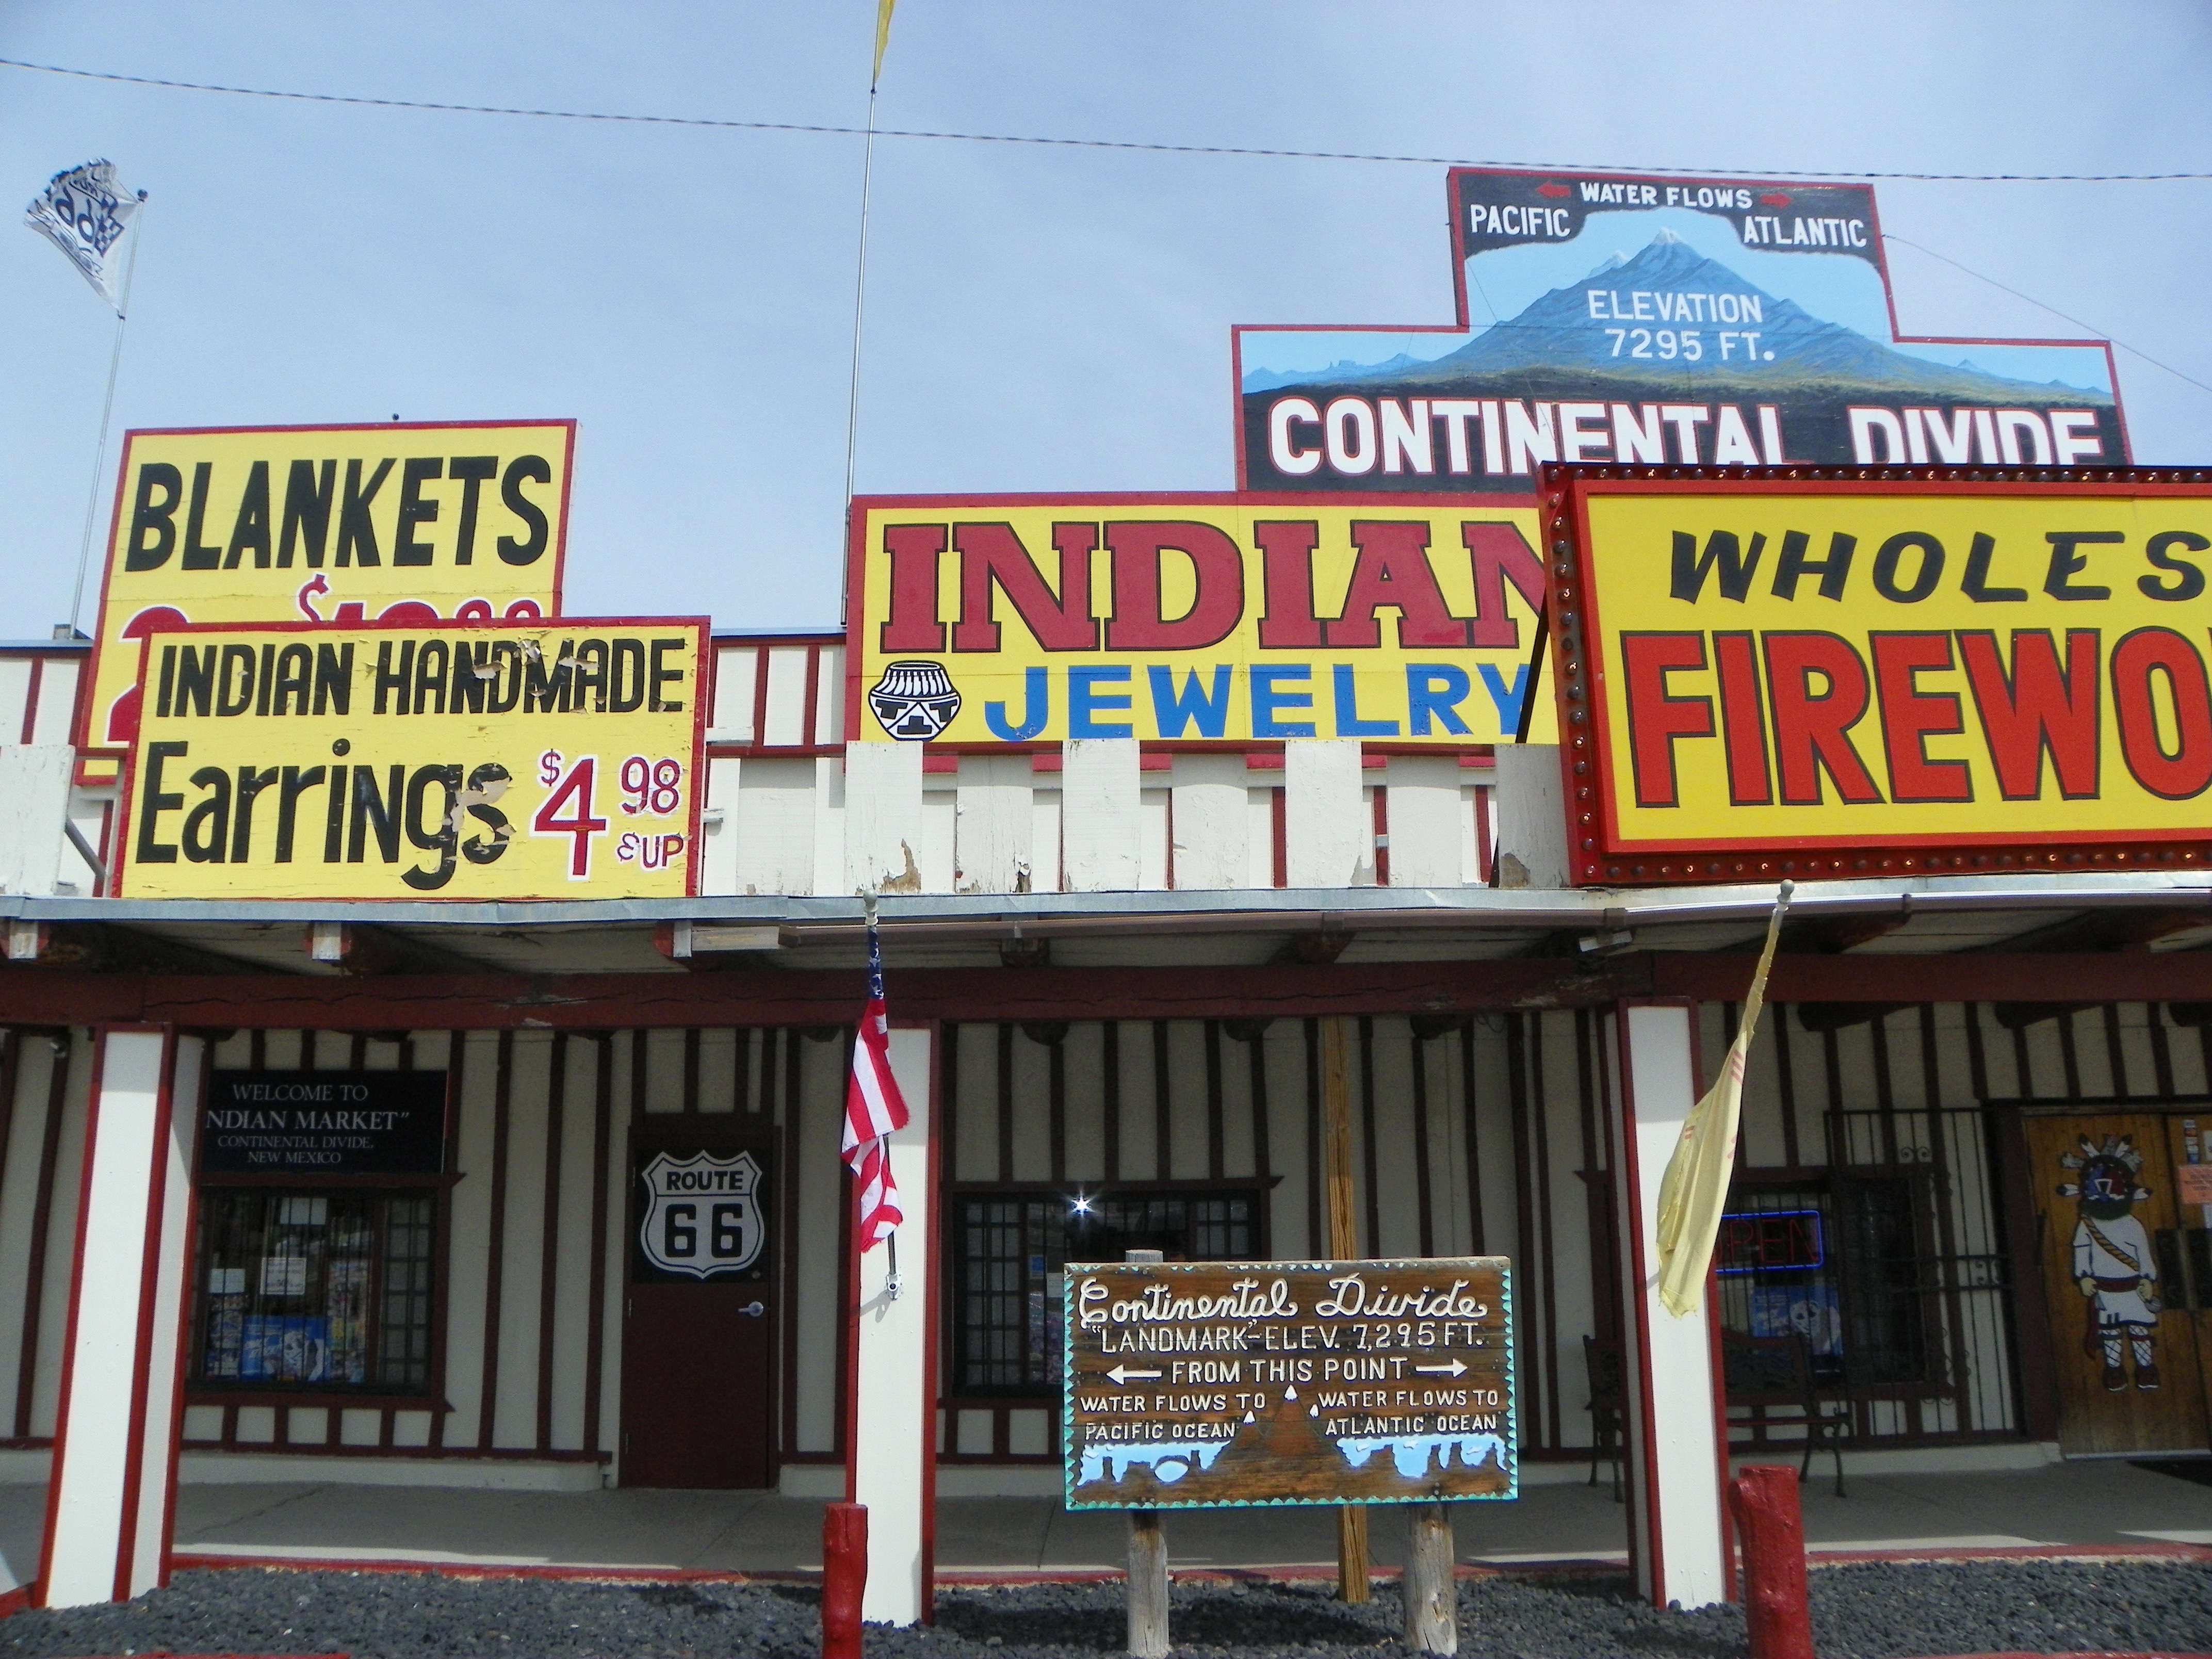 WATER FLOWS
PACIFIC
ATLANTIC
ELEVATION
7295 FT.
CONTINENTAL DIVIDE
BLANKETS
INDIAN HANDMADE
Earrings $4 98
& UP
INDIAN
JEWELRY
WHOLES
FIREWO
WELCOME TO
NDIAN MARKET"
CONTINENTAL DIVIDE,
NEW MEXICO
ROUTE
66
OPEN
Continental Divide
"LANDMARK"-ELEV. 7,295 FT.
FROM THIS POINT
WATER FLOWS TO
PACIFIC OCEAN
WATER FLOWS TO
ATLANTIC OCEAN